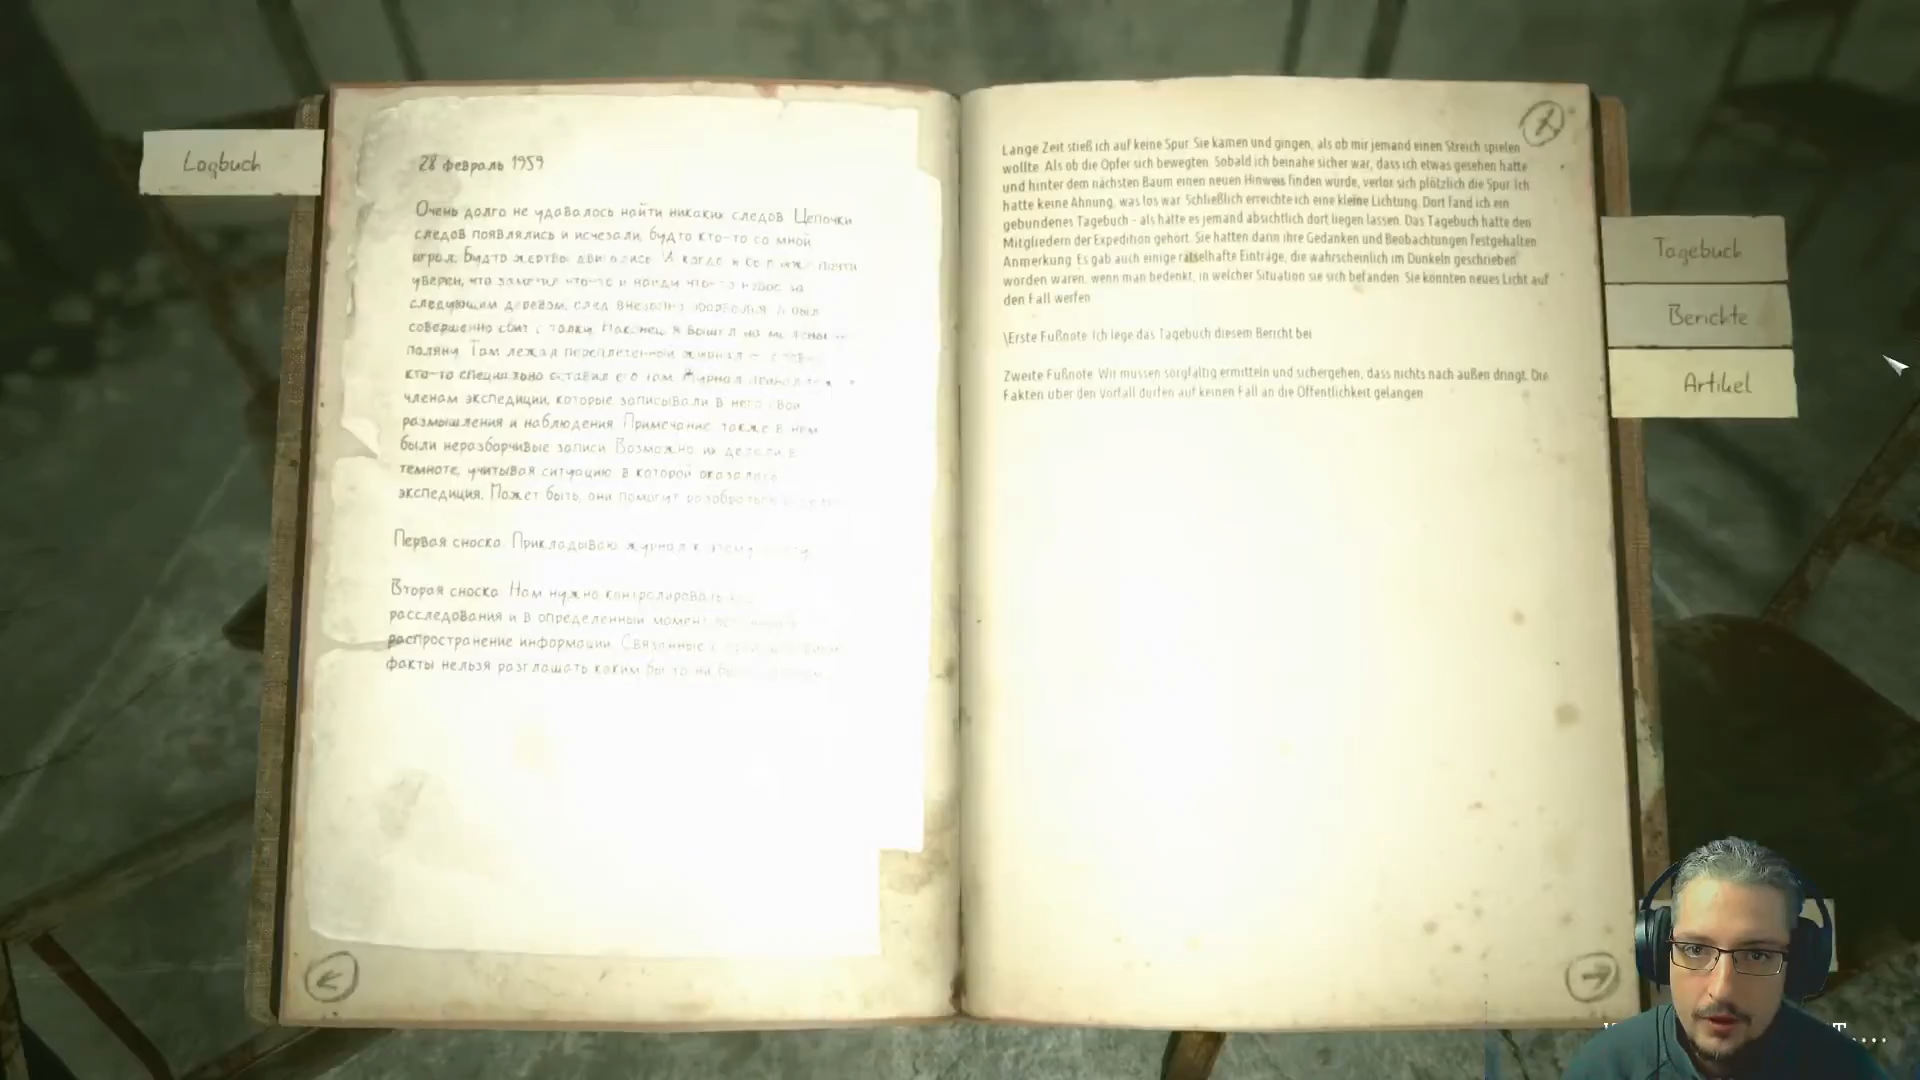 Logbuch
28 февраль 1959
Очень долго не удавалось найти никаких следов. Цепочки
следов появлялись и исчезали, будто кто-то со мной
играл. Будто жертвы двигались. И когда я
уверен, что заметил что-то и найду что-то за
следующим деревом, след внезапно был
совершенно сбит с толку. Наконец я вышел на
поляну. Там лежал переплетенный журнал —
кто-то специально оставил его там. Журнал
членам экспедиции, которые записывали в него свои
размышления и наблюдения. Примечание: также в нем
были неразборчивые записи. Возможно, их делали в
темноте, учитывая ситуацию, в которой оказалась
экспедиция. Может быть, они помогут разобраться
Первая сноска. Прикладываю журнал к
Вторая сноска. Нам нужно контролировать
расследования и в определенный момент
распространение информации. Связанные с
факты нельзя разглашать каким бы то ни
Lange Zeit stieß ich auf keine Spur. Sie kamen und gingen, als ob mir jemand einen Streich spielen
wollte. Als ob die Opfer sich bewegten. Sobald ich beinahe sicher war, dass ich etwas gesehen hatte
und hinter dem nächsten Baum einen neuen Hinweis finden würde, verlor sich plötzlich die Spur. Ich
hatte keine Ahnung, was los war. Schließlich erreichte ich eine kleine Lichtung. Dort fand ich ein
gebundenes Tagebuch - als hätte es jemand absichtlich dort liegen lassen. Das Tagebuch hatte den
Mitgliedern der Expedition gehört. Sie hatten darin ihre Gedanken und Beobachtungen festgehalten.
Anmerkung: Es gab auch einige rätselhafte Einträge, die wahrscheinlich im Dunkeln geschrieben
worden waren, wenn man bedenkt, in welcher Situation sie sich befanden. Sie könnten neues Licht auf
den Fall werfen.
\Erste Fußnote: Ich lege das Tagebuch diesem Bericht bei.
Zweite Fußnote: Wir müssen sorgfältig ermitteln und sichergehen, dass nichts nach außen dringt. Die
Fakten über den Vorfall dürfen auf keinen Fall an die Öffentlichkeit gelangen.
Tagebuch
Berichte
Artikel